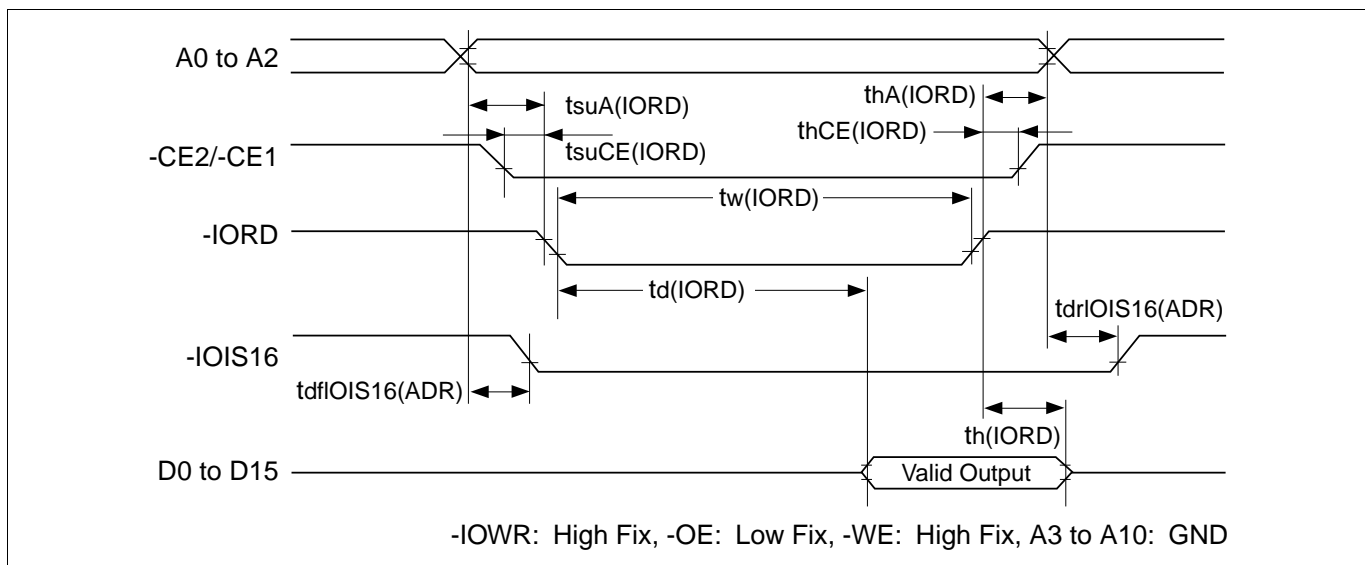 A0 to A2
tsuA(IORD)
thA(IORD)
thCE(IORD)
-CE2/-CE1
tsuCE(IORD)
tw(IORD)
-IORD
td(IORD)
tdrIOIS16(ADR)
-IOIS16
tdfIOIS16(ADR)
th(IORD)
D0 to D15
Valid Output
-IOWR: High Fix, -OE: Low Fix, -WE: High Fix, A3 to A10: GND